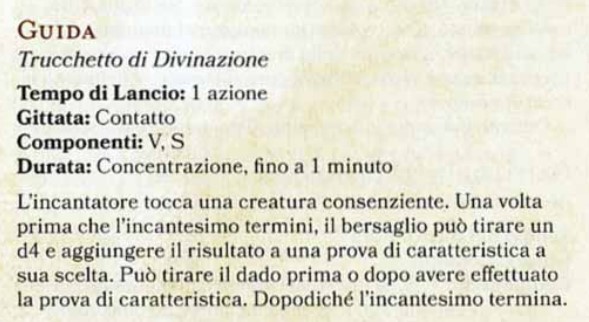 GUIDA
Trucchetto di Divinazione
Tempo di Lancio: 1 azione
Gittata: Contatto
Componenti: V, S
Durata: Concentrazione, fino a 1 minuto
L'incantatore tocca una creatura consenziente. Una volta
prima che l'incantesimo termini, il bersaglio può tirare un
d4 e aggiungere il risultato a una prova di caratteristica a
sua scelta. Può tirare il dado prima o dopo avere effettuato
la prova di caratteristica. Dopodiché l'incantesimo termina.